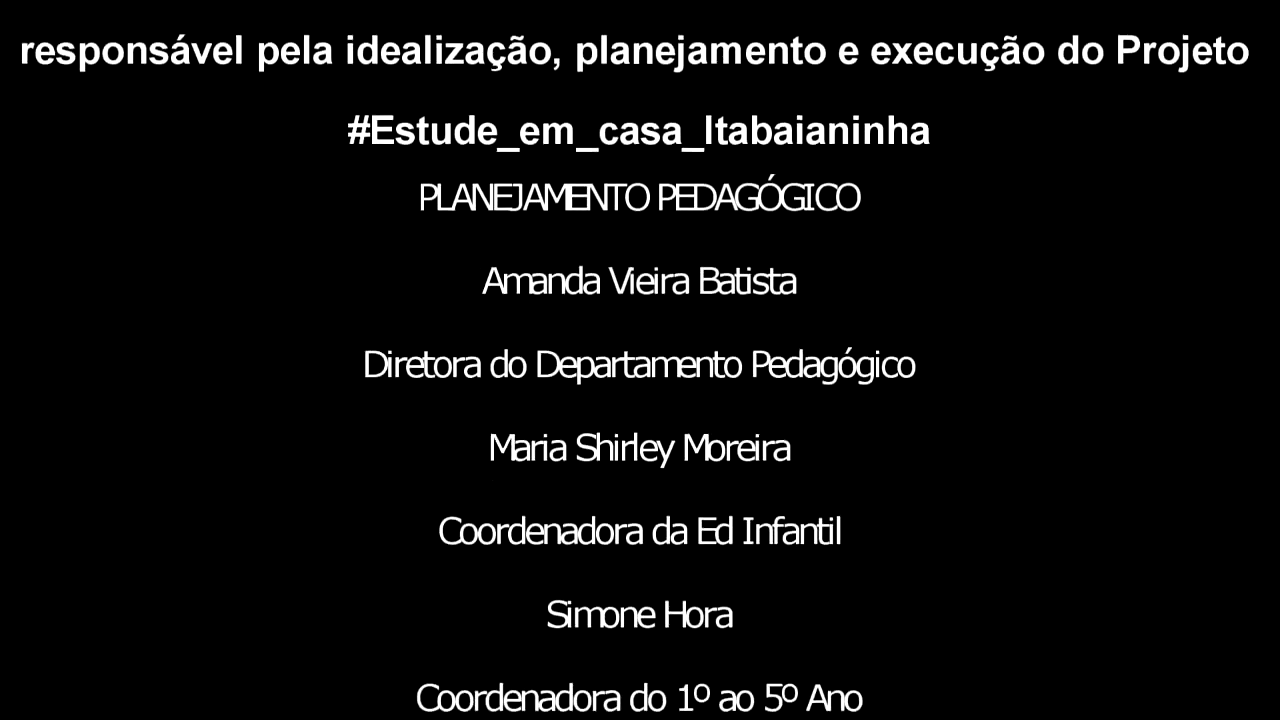 responsável pela idealização, planejamento e execução do Projeto
#Estude_em_casa_Itabaianinha
PLANEJAMENTO PEDAGÓGICO
Amanda Vieira Batista
Diretora do Departamento Pedagógico
Maria Shirley Moreira
Coordenadora da Ed Infantil
Simone Hora
Coordenadora do 1º ao 5º Ano